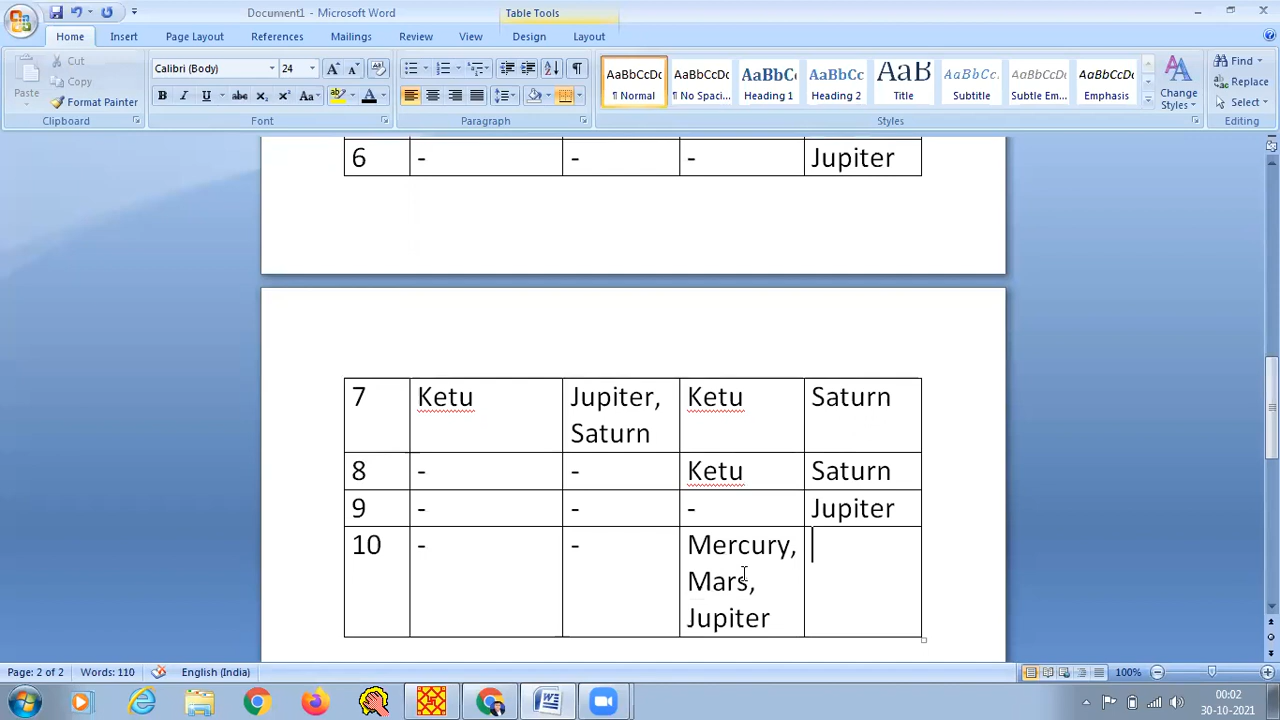 Document1 - Microsoft Word
Table Tools
Home Insert Page Layout References Mailings Review View Design Layout
Paste
Cut
Copy
Format Painter
Clipboard
Calibri (Body) 24
B I U abc X₂ X² Aa
Font
Paragraph
AaBbCcDc AaBbCcDc AaBbCc AaBbCc AaB AaBbCc. AaBbCcDc AaBbCcDc
¶ Normal ¶ No Spaci... Heading 1 Heading 2 Title Subtitle Subtle Em... Emphasis
Change Styles
Styles
Find
Replace
Select
Editing
6 - - - Jupiter
7 Ketu Jupiter, Ketu Saturn
Saturn
8 - - Ketu Saturn
9 - - - Jupiter
10 - - Mercury,
Mars,
Jupiter
Page: 2 of 2 Words: 110 English (India) 100%
00:02
30-10-2021